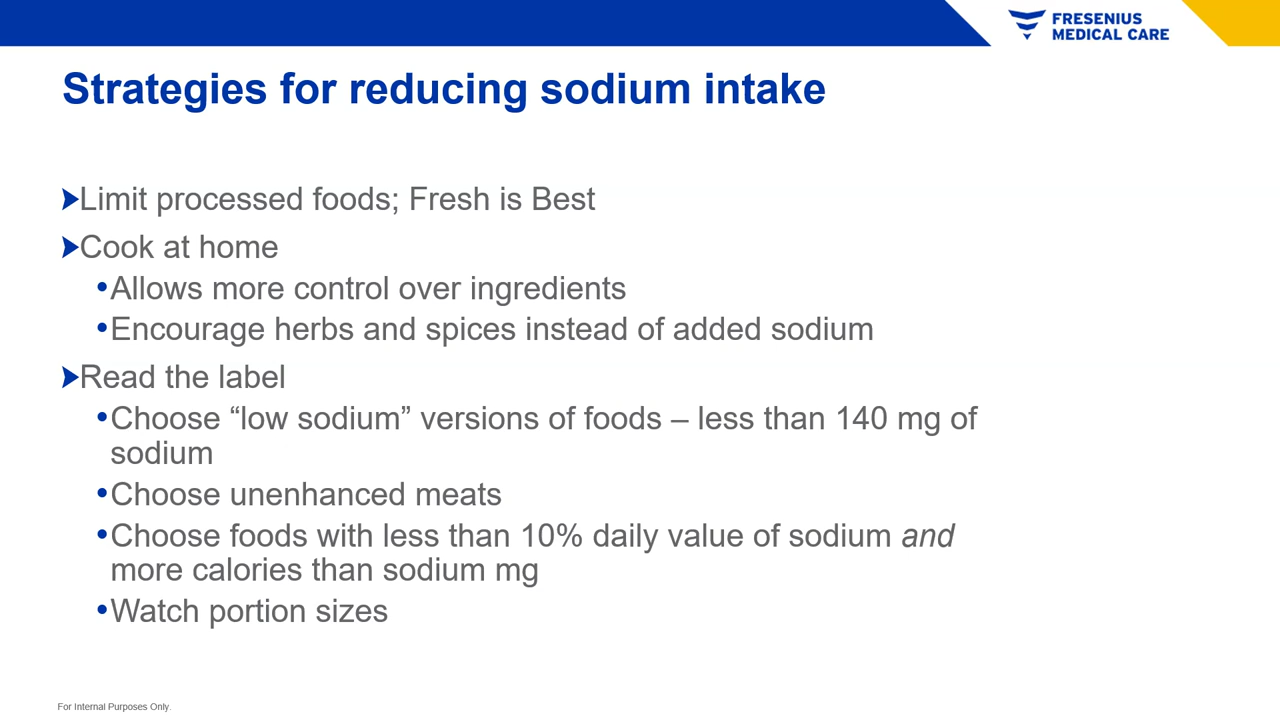 FRESENIUS
MEDICAL CARE
Strategies for reducing sodium intake
Limit processed foods; Fresh is Best
Cook at home
•Allows more control over ingredients
•Encourage herbs and spices instead of added sodium
Read the label
•Choose “low sodium” versions of foods – less than 140 mg of
sodium
•Choose unenhanced meats
•Choose foods with less than 10% daily value of sodium and
more calories than sodium mg
•Watch portion sizes
For Internal Purposes Only.